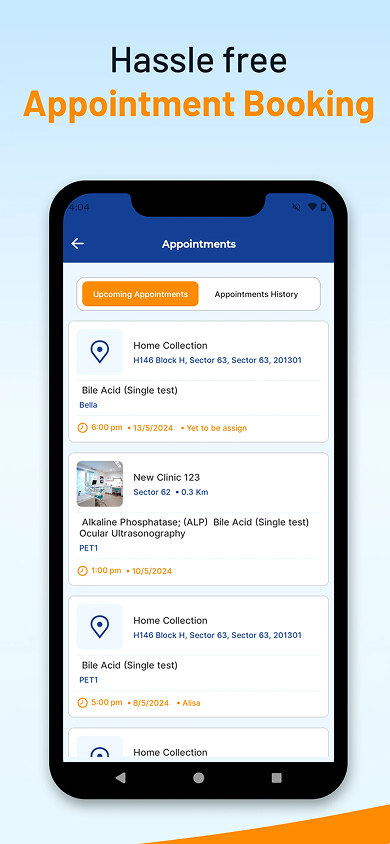 Hassle free
Appointment Booking
4:04
Appointments
Upcoming Appointments
Appointments History
Home Collection
H146 Block H, Sector 63, Sector 63, 201301
Bile Acid (Single test)
Bella
6:00 pm • 13/5/2024 • Yet to be assign
New Clinic 123
Sector 62 • 0.3 Km
Alkaline Phosphatase; (ALP) Bile Acid (Single test)
Ocular Ultrasonography
PET1
1:00 pm • 10/5/2024
Home Collection
H146 Block H, Sector 63, Sector 63, 201301
Bile Acid (Single test)
PET1
5:00 pm • 8/5/2024 • Alisa
Home Collection